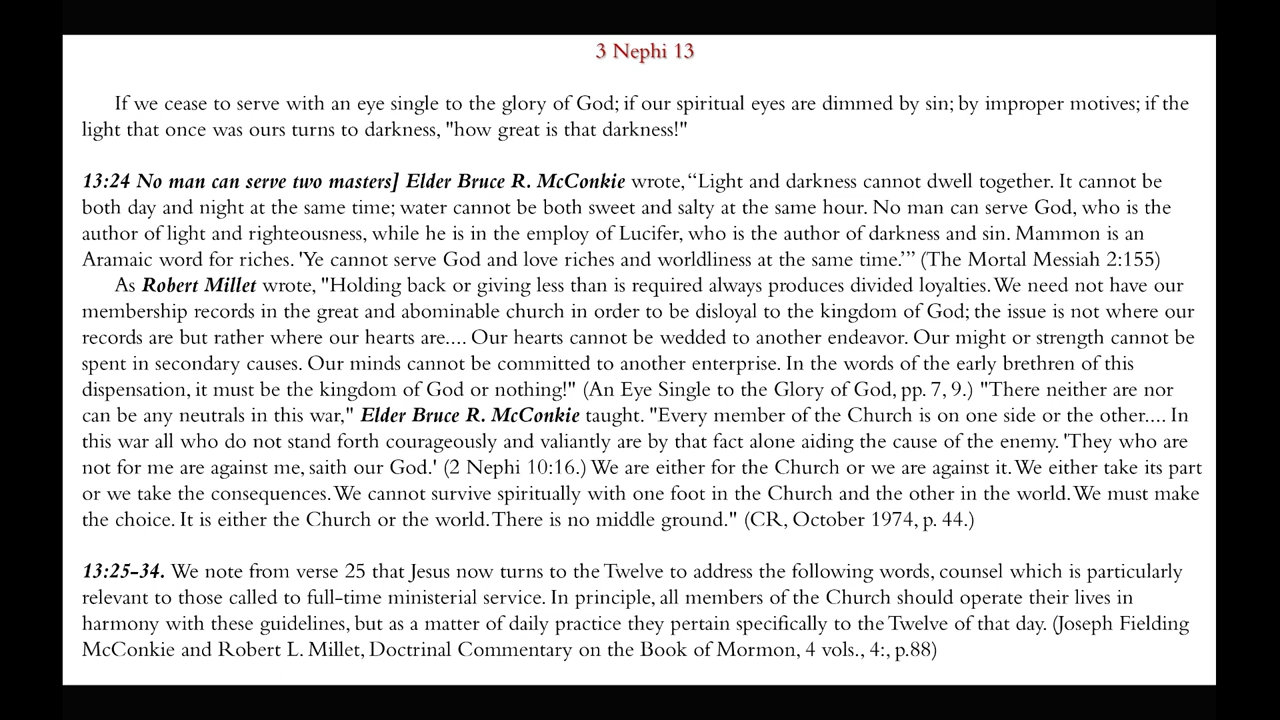 3 Nephi 13
If we cease to serve with an eye single to the glory of God; if our spiritual eyes are dimmed by sin; by improper motives; if the
light that once was ours turns to darkness, "how great is that darkness!"
13:24 No man can serve two masters] Elder Bruce R. McConkie wrote, “Light and darkness cannot dwell together. It cannot be
both day and night at the same time; water cannot be both sweet and salty at the same hour. No man can serve God, who is the
author of light and righteousness, while he is in the employ of Lucifer, who is the author of darkness and sin. Mammon is an
Aramaic word for riches. 'Ye cannot serve God and love riches and worldliness at the same time.’” (The Mortal Messiah 2:155)
As Robert Millet wrote, "Holding back or giving less than is required always produces divided loyalties. We need not have our
membership records in the great and abominable church in order to be disloyal to the kingdom of God; the issue is not where our
records are but rather where our hearts are.... Our hearts cannot be wedded to another endeavor. Our might or strength cannot be
spent in secondary causes. Our minds cannot be committed to another enterprise. In the words of the early brethren of this
dispensation, it must be the kingdom of God or nothing!" (An Eye Single to the Glory of God, pp. 7, 9.) "There neither are nor
can be any neutrals in this war," Elder Bruce R. McConkie taught. "Every member of the Church is on one side or the other.... In
this war all who do not stand forth courageously and valiantly are by that fact alone aiding the cause of the enemy. 'They who are
not for me are against me, saith our God.' (2 Nephi 10:16.) We are either for the Church or we are against it. We either take its part
or we take the consequences. We cannot survive spiritually with one foot in the Church and the other in the world. We must make
the choice. It is either the Church or the world. There is no middle ground." (CR, October 1974, p. 44.)
13:25-34. We note from verse 25 that Jesus now turns to the Twelve to address the following words, counsel which is particularly
relevant to those called to full-time ministerial service. In principle, all members of the Church should operate their lives in
harmony with these guidelines, but as a matter of daily practice they pertain specifically to the Twelve of that day. (Joseph Fielding
McConkie and Robert L. Millet, Doctrinal Commentary on the Book of Mormon, 4 vols., 4:, p.88)